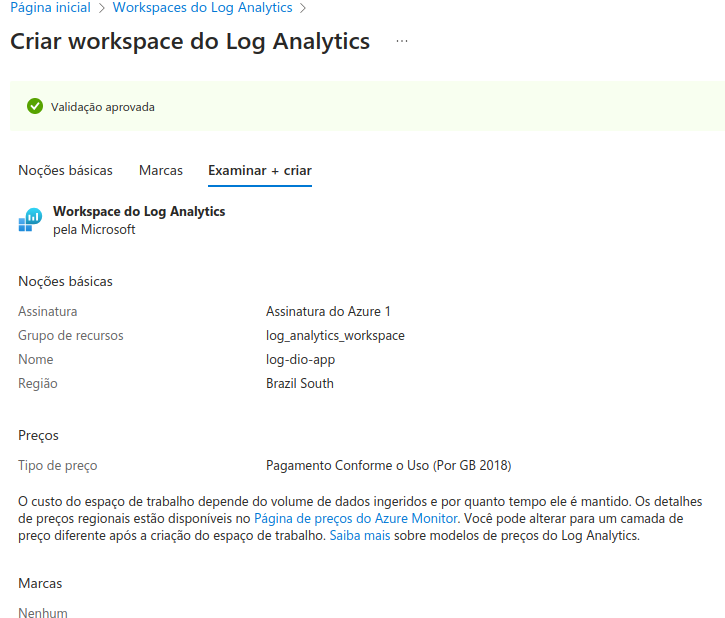 Página inicial > Workspaces do Log Analytics >
Criar workspace do Log Analytics ...
Validação aprovada
Noções básicas Marcas Examinar + criar
Workspace do Log Analytics
pela Microsoft
Noções básicas
Assinatura Assinatura do Azure 1
Grupo de recursos log_analytics_workspace
Nome log-dio-app
Região Brazil South
Preços
Tipo de preço Pagamento Conforme o Uso (Por GB 2018)
O custo do espaço de trabalho depende do volume de dados ingeridos e por quanto tempo ele é mantido. Os detalhes
de preços regionais estão disponíveis no Página de preços do Azure Monitor. Você pode alterar para um camada de
preço diferente após a criação do espaço de trabalho. Saiba mais sobre modelos de preços do Log Analytics.
Marcas
Nenhum